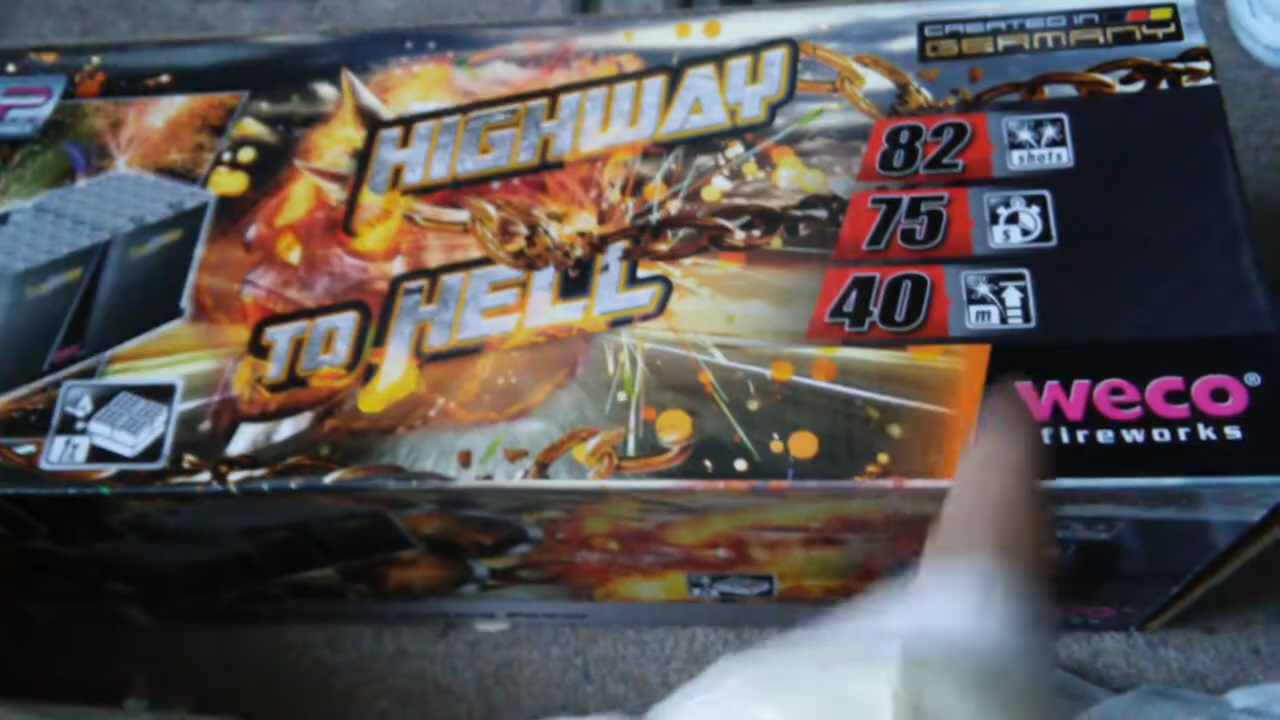 CREATED IN
GERMANY
HIGHWAY
TO HELL
82
shots
75
s
40
m
weco®
fireworks